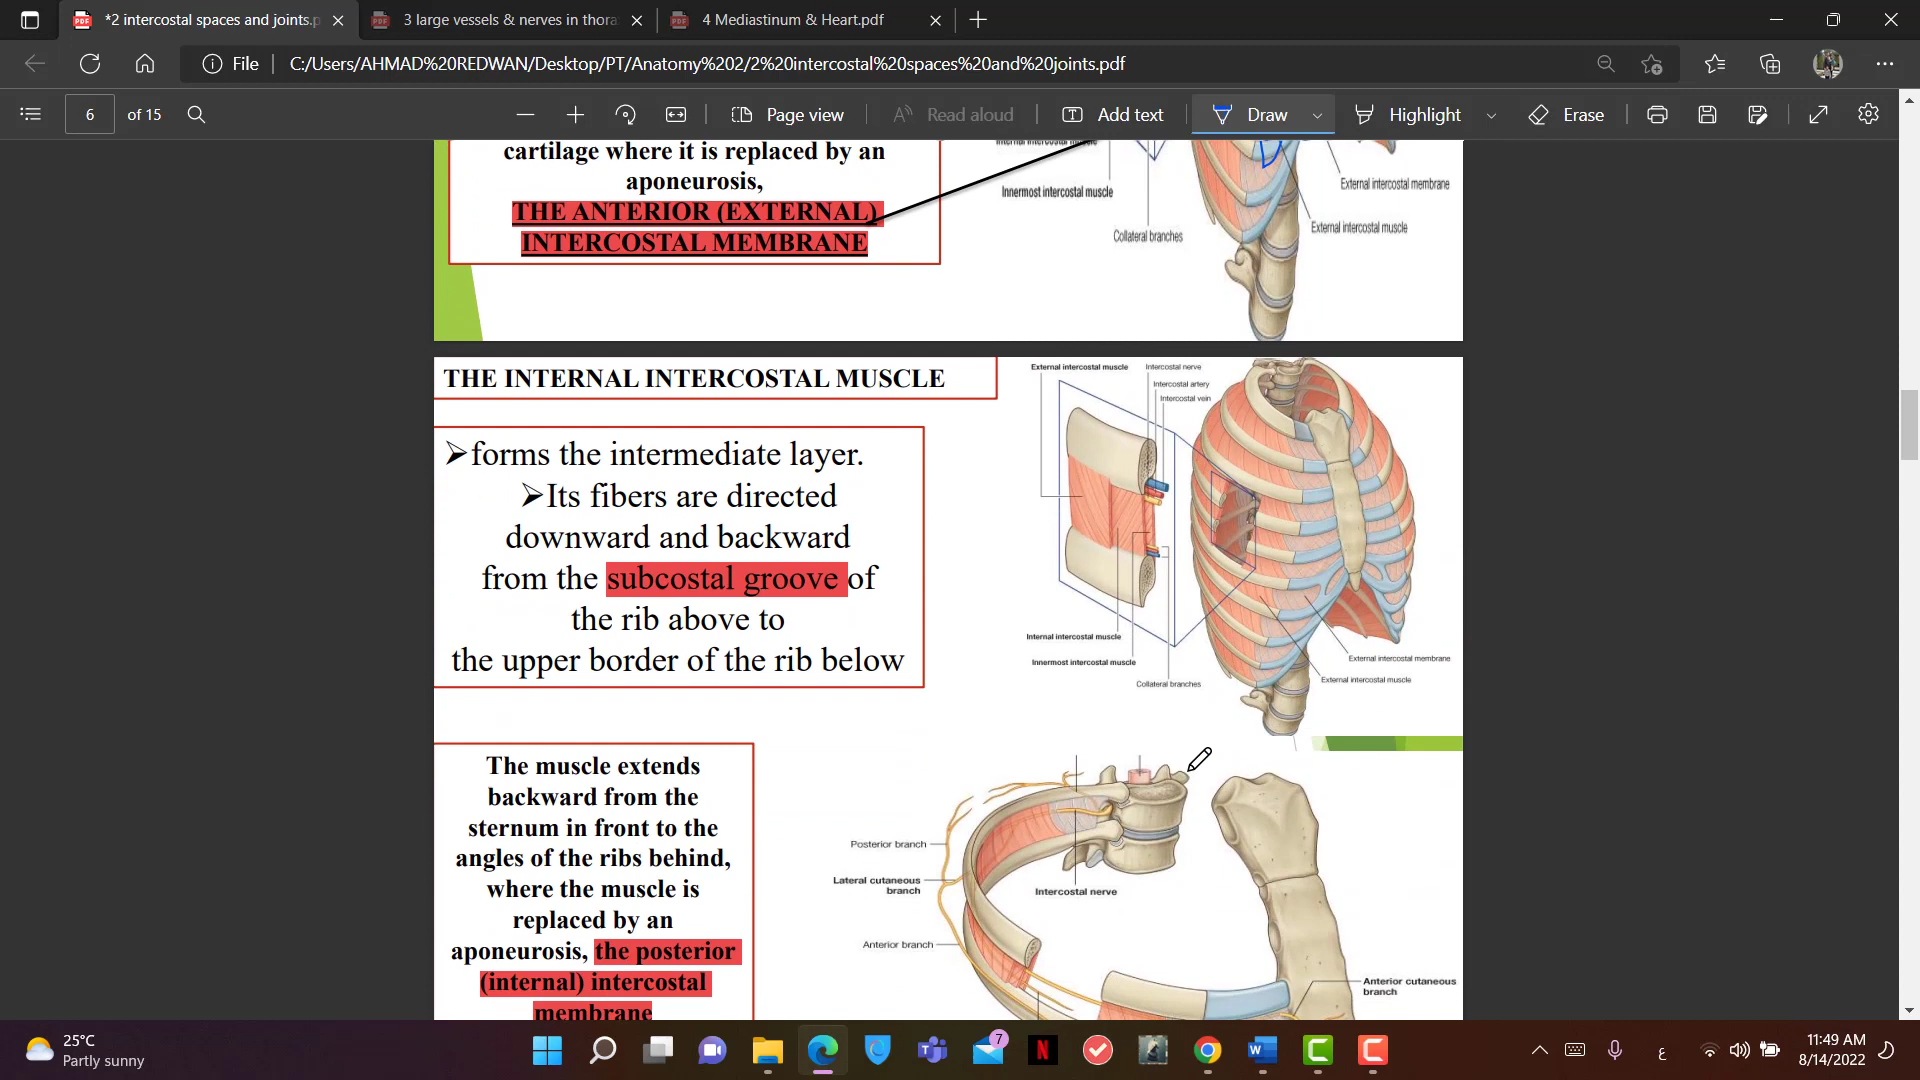 *2 intercostal spaces and joints.p
3 large vessels & nerves in thora
4 Mediastinum & Heart.pdf
File
C:/Users/AHMAD%20REDWAN/Desktop/PT/Anatomy%202/2%20intercostal%20spaces%20and%20joints.pdf
6 of 15
Page view
Read aloud
Add text
Draw
Highlight
Erase
cartilage where it is replaced by an
aponeurosis,
THE ANTERIOR (EXTERNAL)
INTERCOSTAL MEMBRANE
Innermost intercostal muscle
Collateral branches
External intercostal membrane
External intercostal muscle
THE INTERNAL INTERCOSTAL MUSCLE
➢forms the intermediate layer.
➢Its fibers are directed
downward and backward
from the subcostal groove of
the rib above to
the upper border of the rib below
External intercostal muscle
Intercostal nerve
Intercostal artery
Intercostal vein
Internal intercostal muscle
Innermost intercostal muscle
Collateral branches
External intercostal membrane
External intercostal muscle
The muscle extends
backward from the
sternum in front to the
angles of the ribs behind,
where the muscle is
replaced by an
aponeurosis, the posterior
(internal) intercostal
membrane
Posterior branch
Lateral cutaneous
branch
Intercostal nerve
Anterior branch
Anterior cutaneous
branch
25°C
Partly sunny
7
ع
11:49 AM
8/14/2022